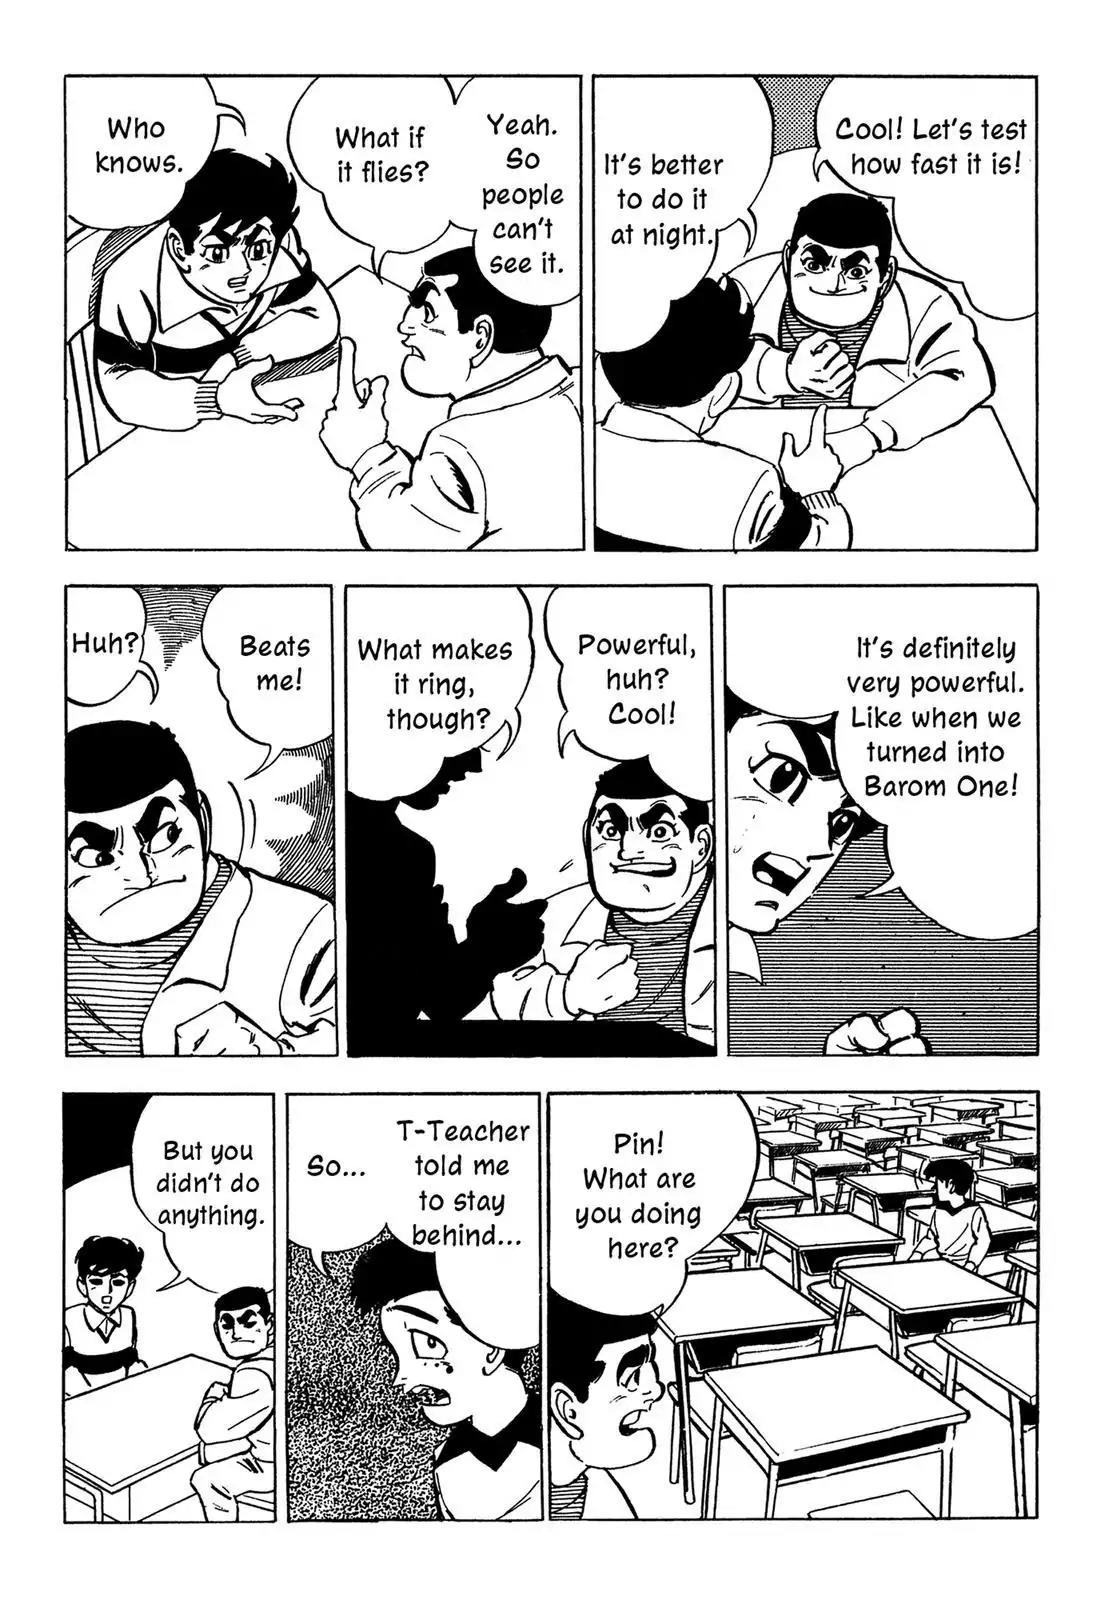 Cool! Let's test
how fast it is!
It's better
to do it
at night.
Yeah.
So
people
can't
see it.
What if
it flies?
Who
knows.
It's definitely
very powerful.
Like when we
turned into
Barom One!
Powerful,
huh?
Cool!
What makes
it ring,
though?
Beats
me!
Huh?
Pin!
What are
you doing
here?
T-Teacher
told me
to stay
behind...
So...
But you
didn't do
anything.